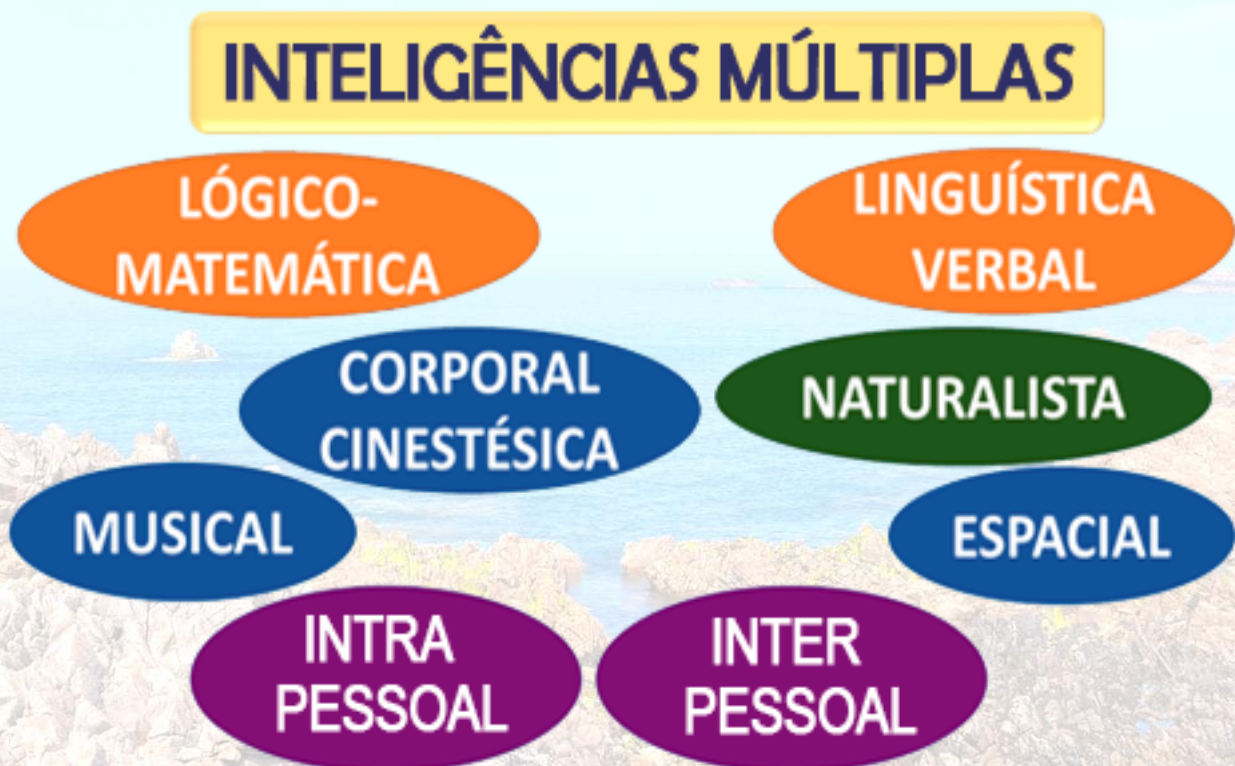 INTELIGÊNCIAS MÚLTIPLAS
LÓGICO-
MATEMÁTICA
LINGUÍSTICA
VERBAL
CORPORAL
CINESTÉSICA
NATURALISTA
MUSICAL
ESPACIAL
INTRA
PESSOAL
INTER
PESSOAL